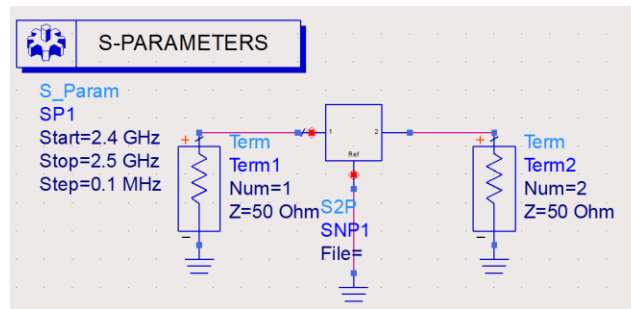 S-PARAMETERS
S_Param
SP1
Start=2.4 GHz
Stop=2.5 GHz
Step=0.1 MHz
+
Term
Term1
Num=1
Z=50 Ohm
-
1
2
Ref
S2P
SNP1
File=
+
Term
Term2
Num=2
Z=50 Ohm
-